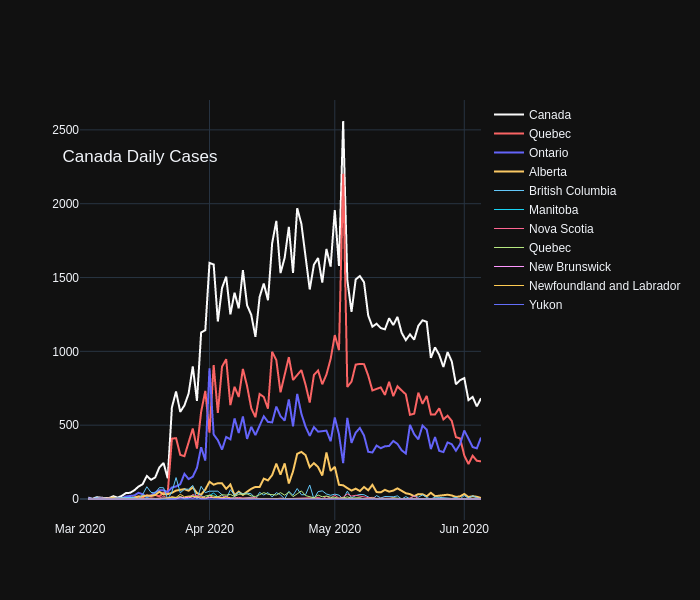 Canada Daily Cases
2500
2000
1500
1000
500
0
Mar 2020
Apr 2020
May 2020
Jun 2020
Canada
Quebec
Ontario
Alberta
British Columbia
Manitoba
Nova Scotia
Quebec
New Brunswick
Newfoundland and Labrador
Yukon